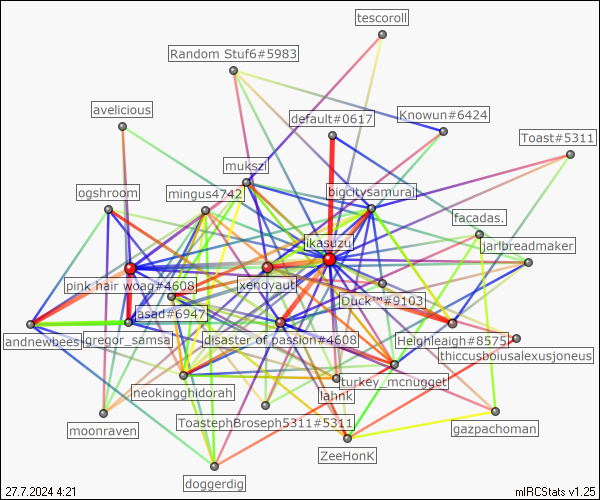 tescoroll
Random Stuf6#5983
avelicious
default#0617
Knowun#6424
Toast#5311
mukszi
ogshroom
mingus4742
bigcitysamurai
facadas.
ikasuzu
jarlbreadmaker
pink hair woag#4608
xenoyaut
Duck™#9103
asad#6947
andnewbees
gregor_samsa
disaster of passion#4608
Heighleaigh#8575
thiccusboiusalexusjoneus
neokingghidorah
lahnk
turkey_mcnugget
moonraven
ToastephBroseph5311#5311
gazpachoman
ZeeHonK
doggerdig
27.7.2024 4:21
mIRCStats v1.25